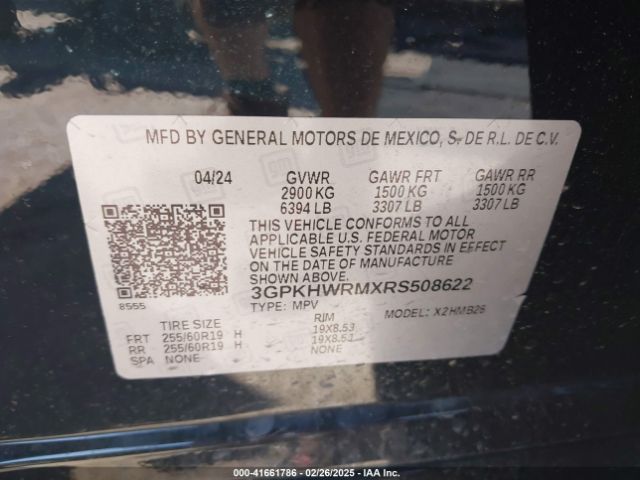 MFD BY GENERAL MOTORS DE MEXICO, S. DE R.L. DE C.V.
04/24 GVWR GAWR FRT GAWR RR
2900 KG 1500 KG 1500 KG
6394 LB 3307 LB 3307 LB
THIS VEHICLE CONFORMS TO ALL
APPLICABLE U.S. FEDERAL MOTOR
VEHICLE SAFETY STANDARDS IN EFFECT
ON THE DATE OF MANUFACTURE
SHOWN ABOVE.
3GPKHWRMXRS508622
8555 TYPE: MPV MODEL: X2HMB26
TIRE SIZE RIM
FRT 255/60R19 H 19X8.5J
RR 255/60R19 H 19X8.5J
SPA NONE NONE
000-41661786 - 02/26/2025 - IAA Inc.